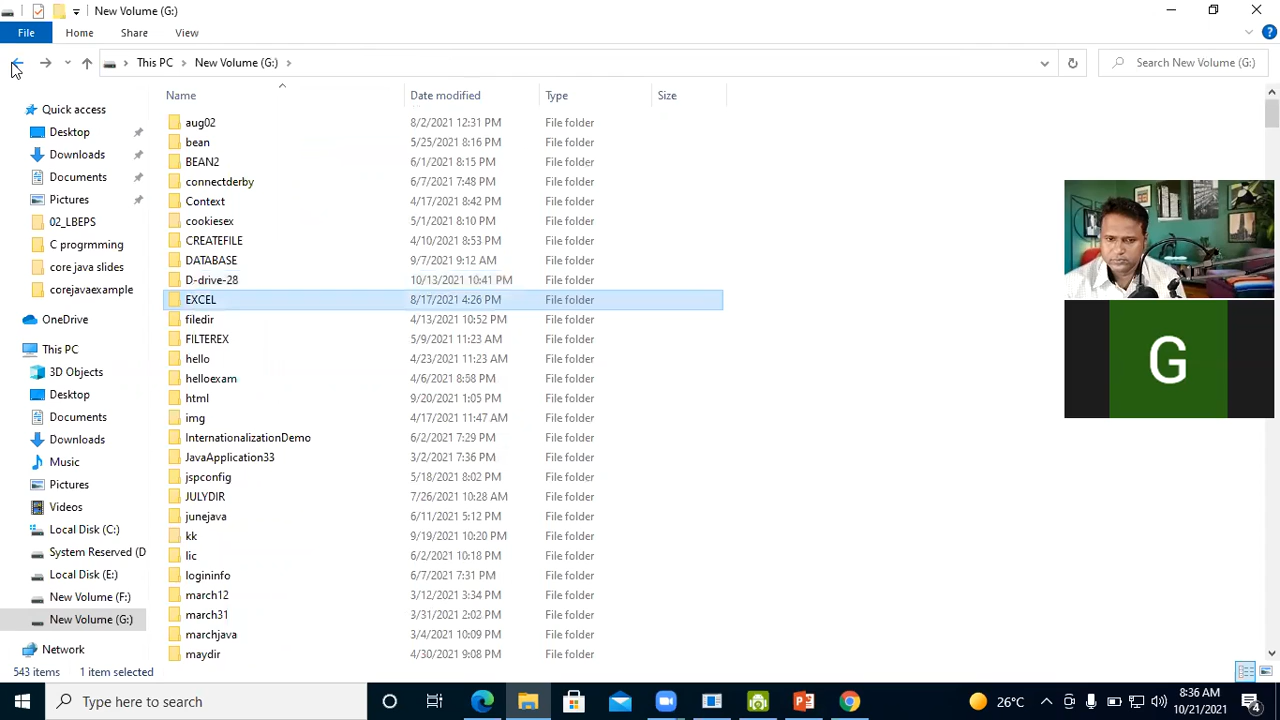 New Volume (G:)
File Home Share View
This PC New Volume (G:) Search New Volume (G:)
Name Date modified Type Size
Quick access
Desktop
Downloads
Documents
Pictures
02_LBEPS
C progrmming
core java slides
corejavaexample
OneDrive
This PC
3D Objects
Desktop
Documents
Downloads
Music
Pictures
Videos
Local Disk (C:)
System Reserved (D
Local Disk (E:)
New Volume (F:)
New Volume (G:)
Network
aug02 8/2/2021 12:31 PM File folder
bean 5/25/2021 8:16 PM File folder
BEAN2 6/1/2021 8:15 PM File folder
connectderby 6/7/2021 7:48 PM File folder
Context 4/17/2021 8:42 PM File folder
cookiesex 5/1/2021 8:10 PM File folder
CREATEFILE 4/10/2021 8:53 PM File folder
DATABASE 9/7/2021 9:12 AM File folder
D-drive-28 10/13/2021 10:41 PM File folder
EXCEL 8/17/2021 4:26 PM File folder
filedir 4/13/2021 10:52 PM File folder
FILTEREX 5/9/2021 11:23 AM File folder
hello 4/23/2021 11:23 AM File folder
helloexam 4/6/2021 8:58 PM File folder
html 9/20/2021 1:05 PM File folder
img 4/17/2021 11:47 AM File folder
InternationalizationDemo 6/2/2021 7:29 PM File folder
JavaApplication33 3/2/2021 7:36 PM File folder
jspconfig 5/18/2021 8:02 PM File folder
JULYDIR 7/26/2021 10:28 AM File folder
junejava 6/11/2021 5:12 PM File folder
kk 9/19/2021 10:20 PM File folder
lic 6/2/2021 10:18 PM File folder
logininfo 6/7/2021 7:31 PM File folder
march12 3/12/2021 3:34 PM File folder
march31 3/31/2021 2:02 PM File folder
marchjava 3/4/2021 10:09 PM File folder
maydir 4/30/2021 9:08 PM File folder
G
543 items 1 item selected
Type here to search
26°C
8:36 AM
10/21/2021
4